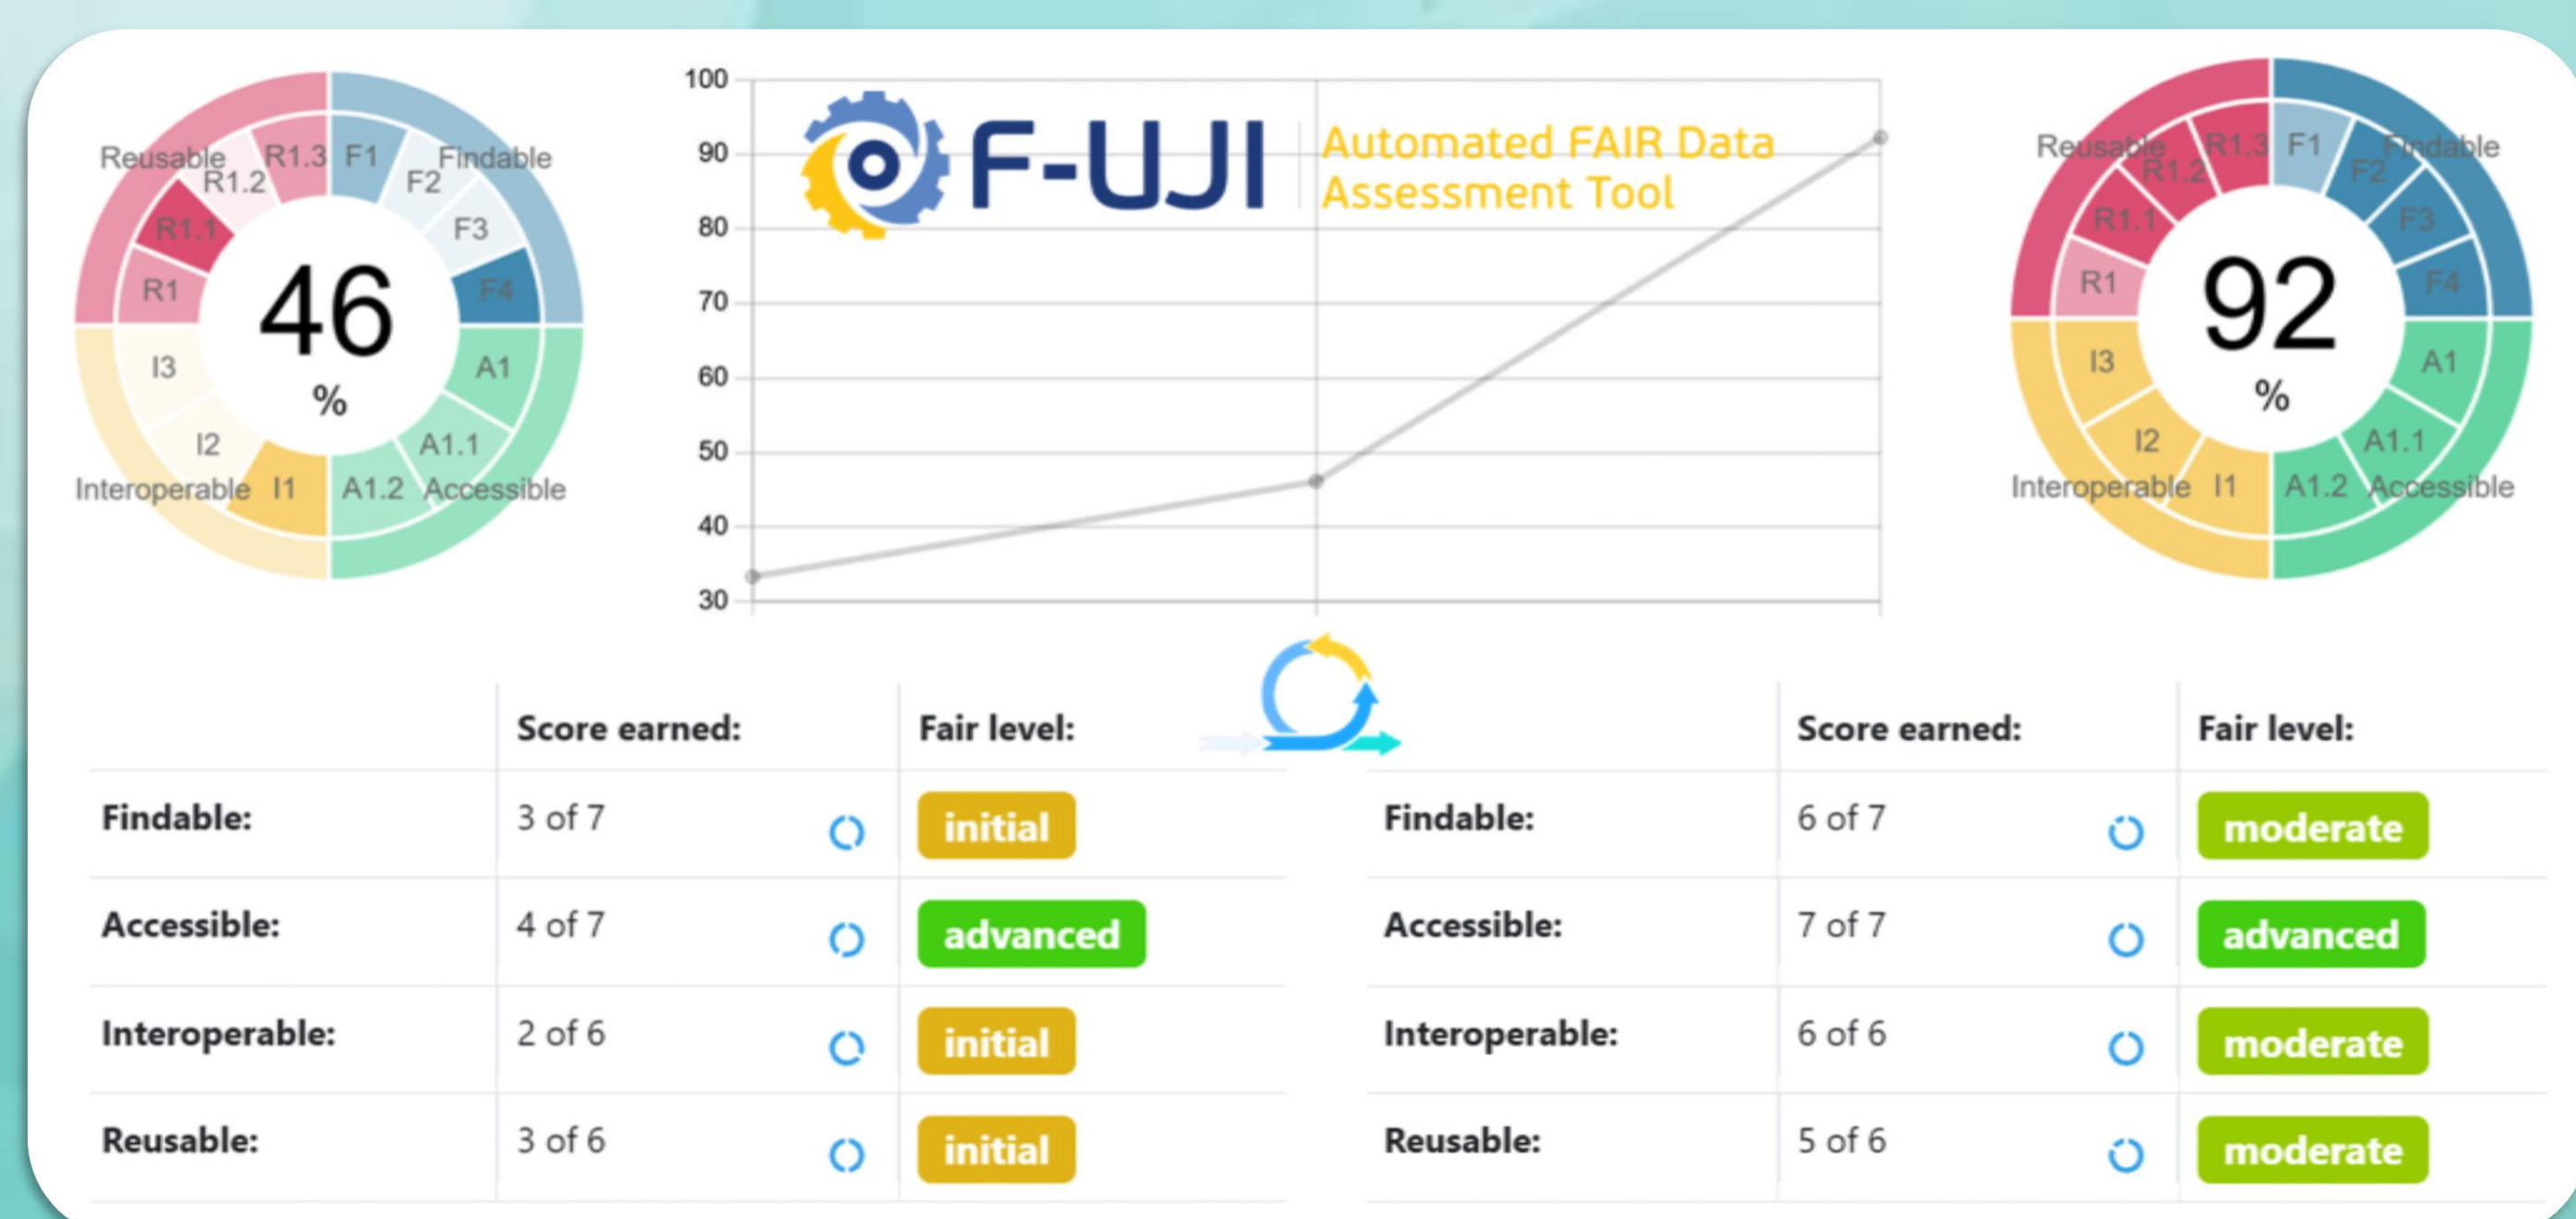 Reusable
R1.3
F1
Findable
R1.2
F2
R1.1
F3
R1
46
F4
%
I3
A1
I2
A1.1
Interoperable
I1
A1.2
Accessible
100
90
80
70
60
50
40
30
F-UJI
Automated FAIR Data
Assessment Tool
Reusable
R1.3
F1
Findable
R1.2
F2
R1.1
F3
R1
92
F4
%
I3
A1
I2
A1.1
Interoperable
I1
A1.2
Accessible
Score earned: Fair level:
Findable: 3 of 7 initial
Accessible: 4 of 7 advanced
Interoperable: 2 of 6 initial
Reusable: 3 of 6 initial
Score earned: Fair level:
Findable: 6 of 7 moderate
Accessible: 7 of 7 advanced
Interoperable: 6 of 6 moderate
Reusable: 5 of 6 moderate